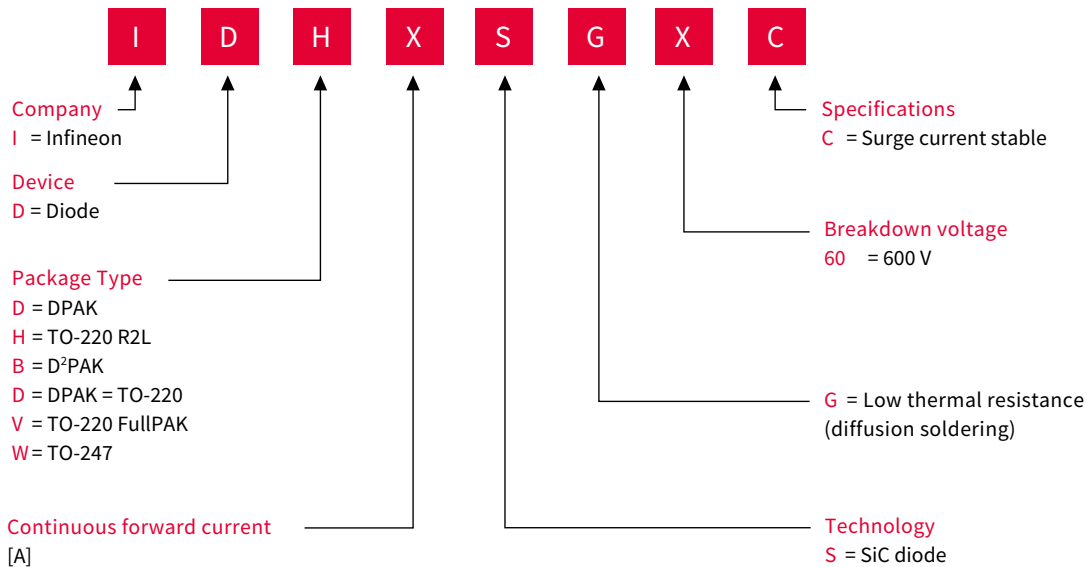 I D H X S G X C
Company
I = Infineon
Device
D = Diode
Package Type
D = DPAK
H = TO-220 R2L
B = D²PAK
D = DPAK = TO-220
V = TO-220 FullPAK
W = TO-247
Continuous forward current
[A]
Specifications
C = Surge current stable
Breakdown voltage
60 = 600 V
G = Low thermal resistance
(diffusion soldering)
Technology
S = SiC diode